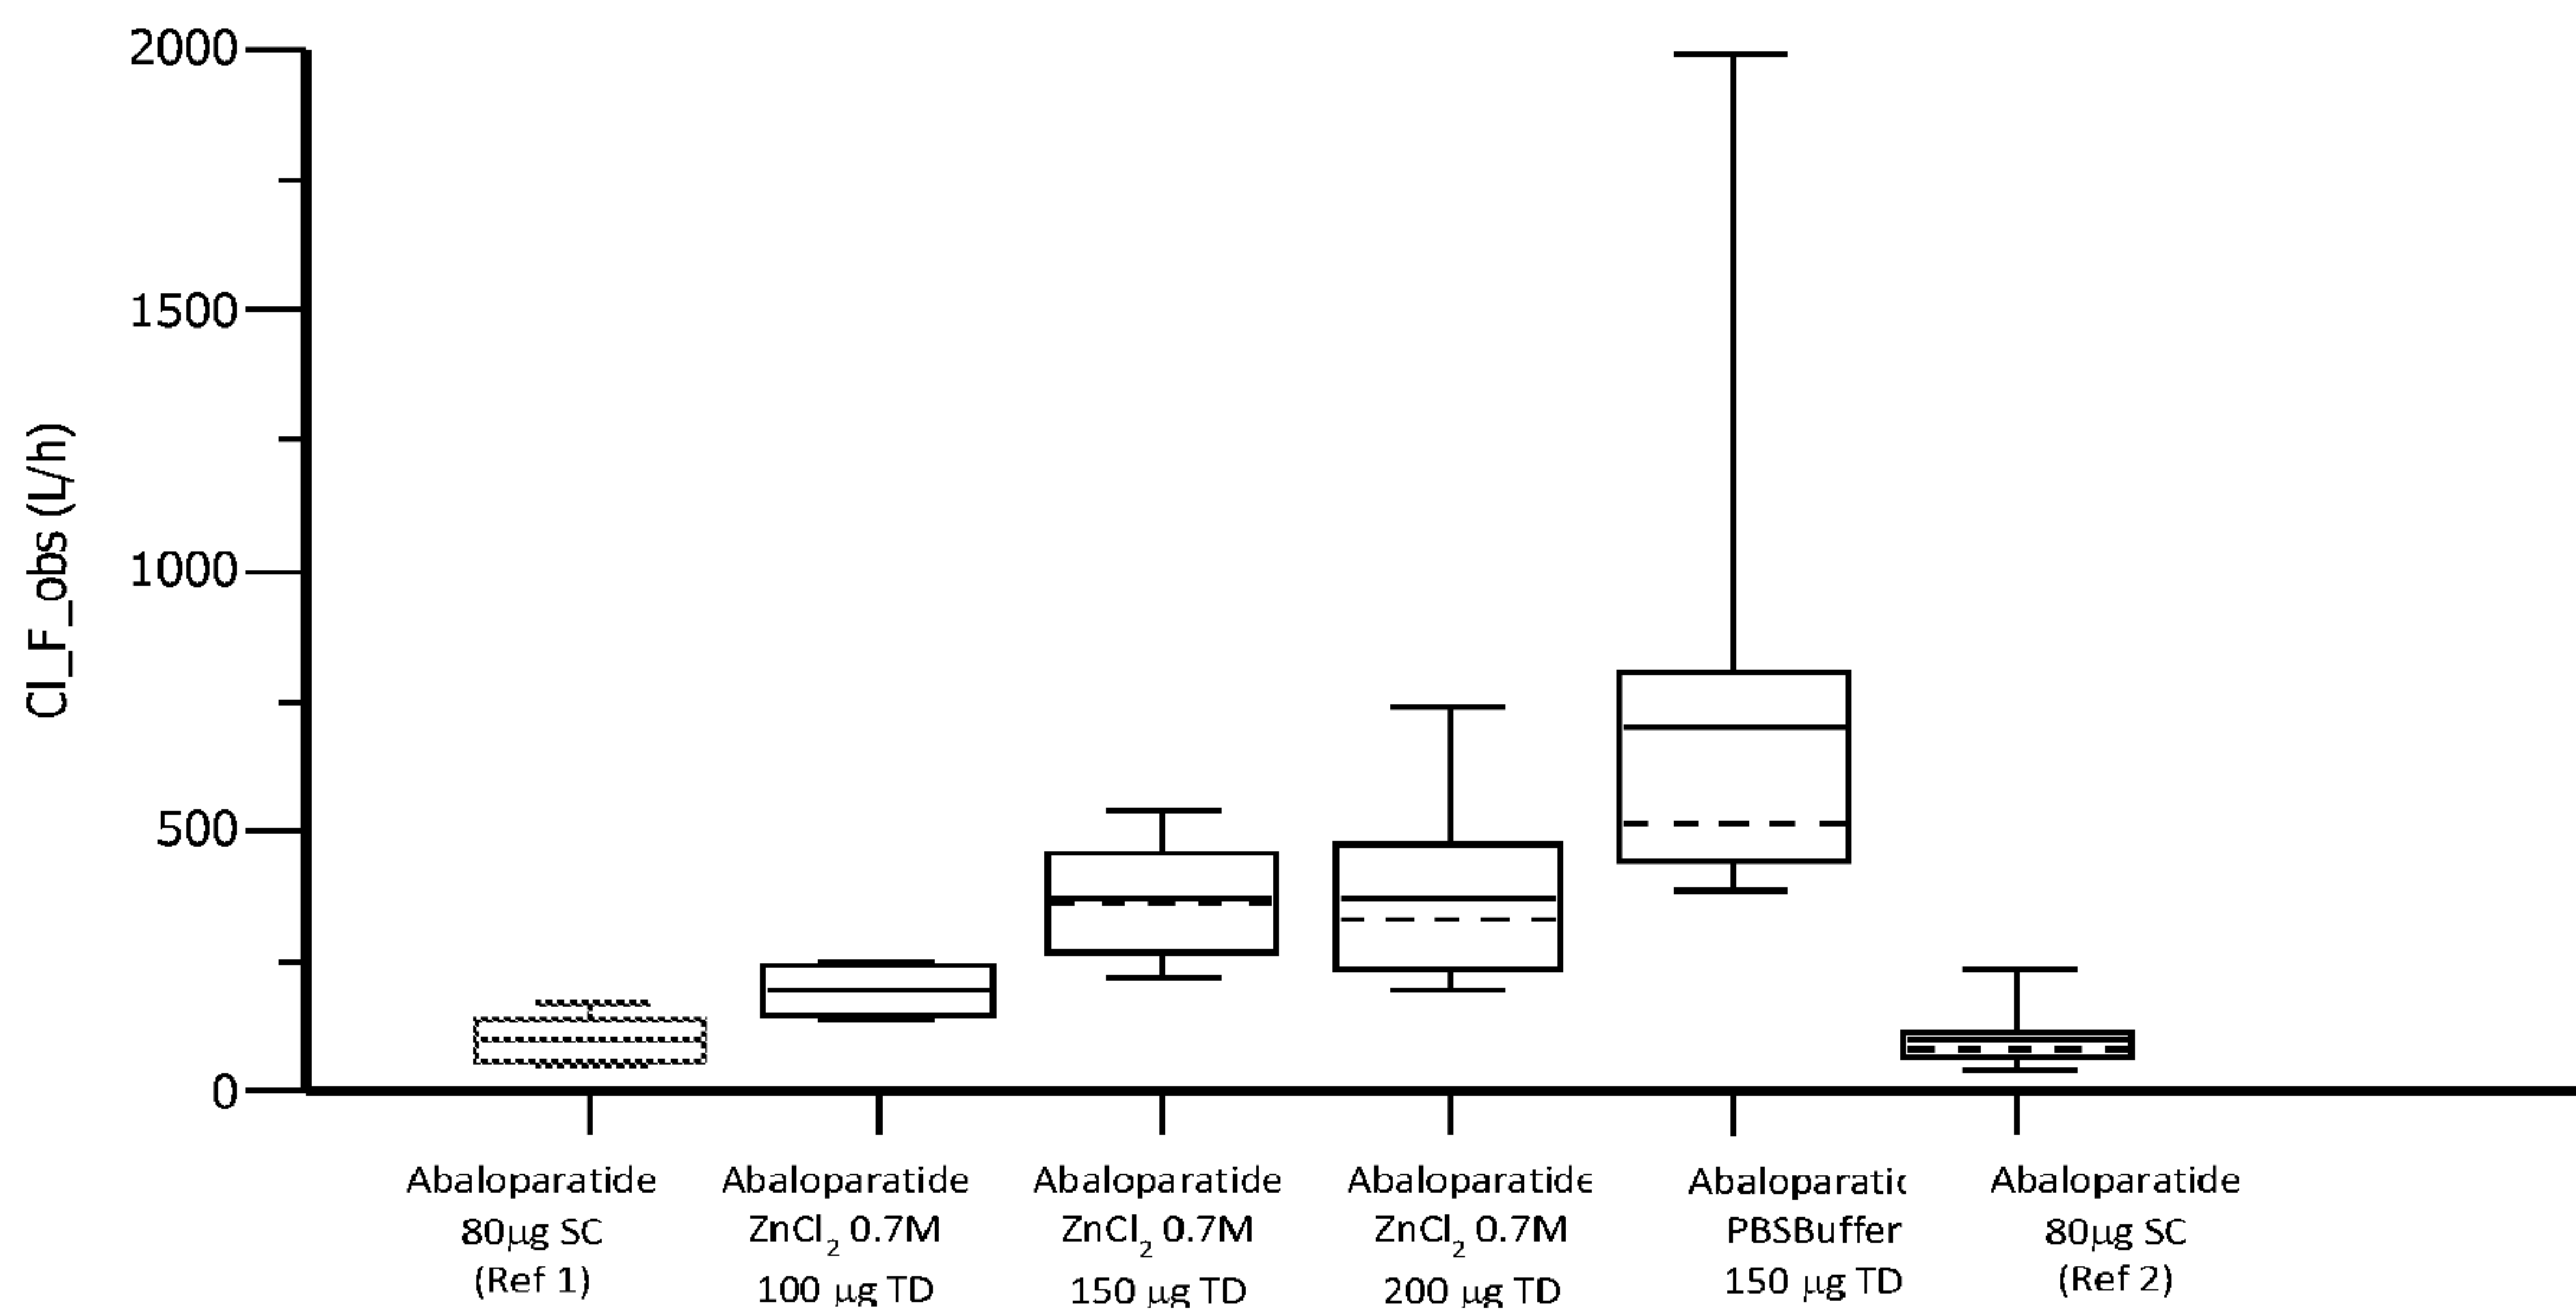 2000
1500
1000
500
0
Cl_F_obs (L/h)
Abaloparatide
80μg SC
(Ref 1)
Abaloparatide
ZnCl₂ 0.7M
100 μg TD
Abaloparatide
ZnCl₂ 0.7M
150 μg TD
Abaloparatide
ZnCl₂ 0.7M
200 μg TD
Abaloparatic
PBSBuffer
150 μg TD
Abaloparatide
80μg SC
(Ref 2)